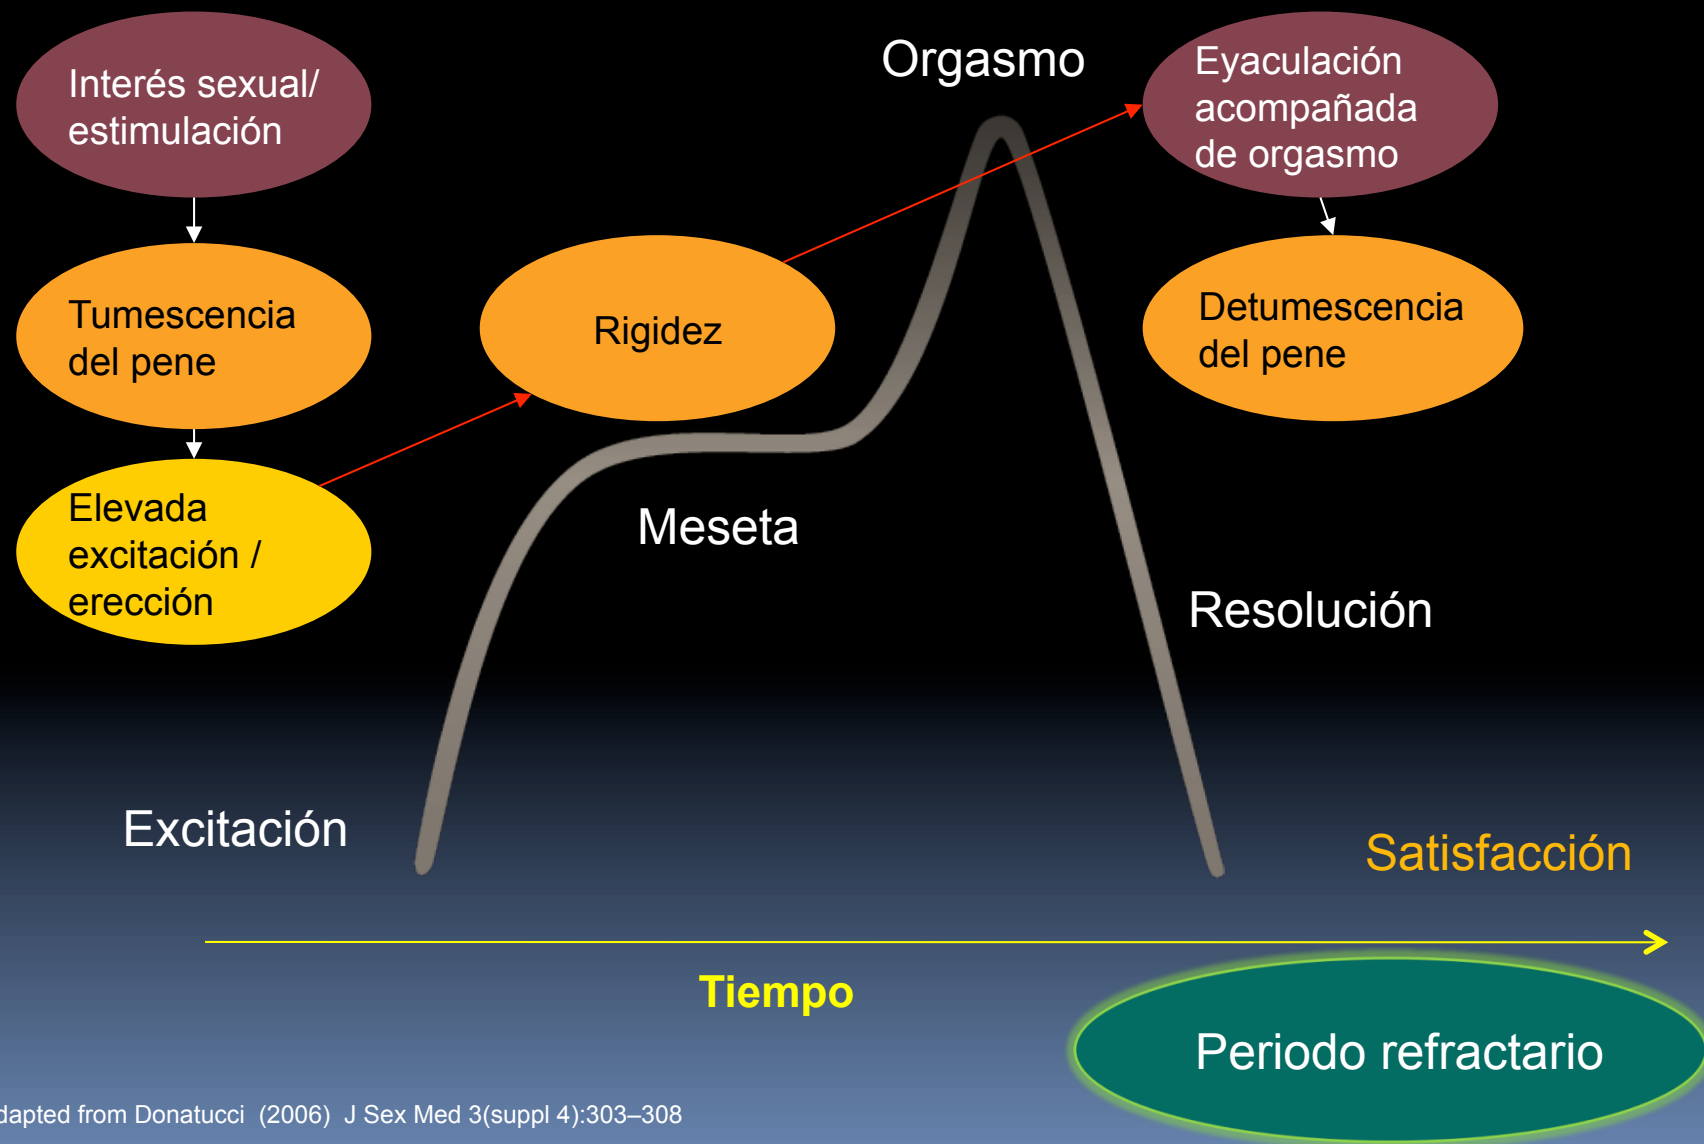 Interés sexual/
estimulación
Tumescencia
del pene
Elevada
excitación /
erección
Rigidez
Orgasmo
Eyaculación
acompañada
de orgasmo
Detumescencia
del pene
Meseta
Resolución
Excitación
Satisfacción
Tiempo
Periodo refractario
dapted from Donatucci (2006) J Sex Med 3(suppl 4):303–308